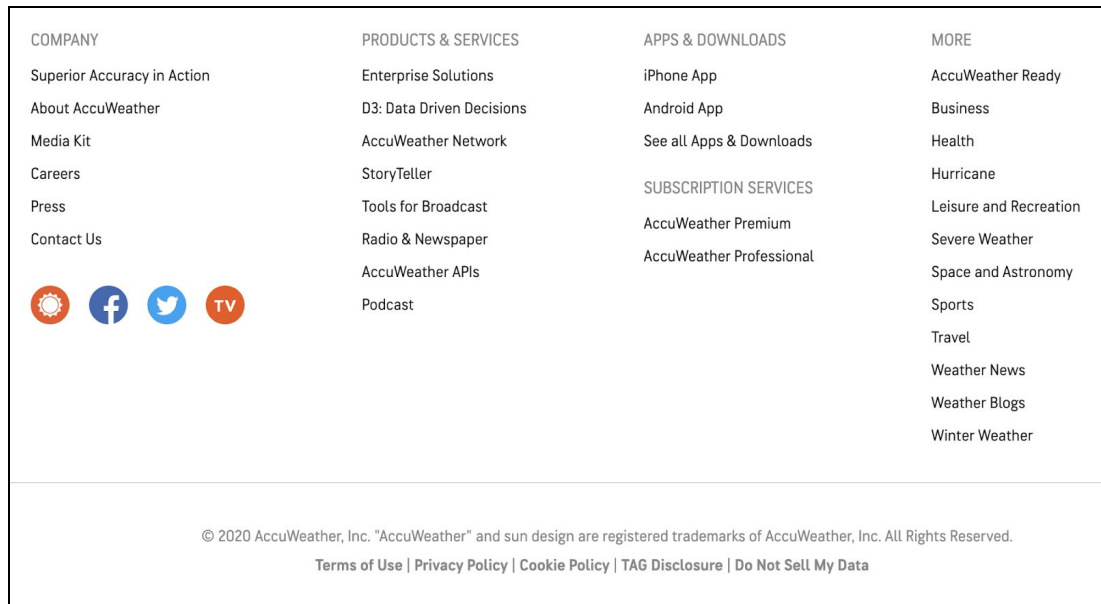 COMPANY
Superior Accuracy in Action
About AccuWeather
Media Kit
Careers
Press
Contact Us
TV
PRODUCTS & SERVICES
Enterprise Solutions
D3: Data Driven Decisions
AccuWeather Network
StoryTeller
Tools for Broadcast
Radio & Newspaper
AccuWeather APIs
Podcast
APPS & DOWNLOADS
iPhone App
Android App
See all Apps & Downloads
SUBSCRIPTION SERVICES
AccuWeather Premium
AccuWeather Professional
MORE
AccuWeather Ready
Business
Health
Hurricane
Leisure and Recreation
Severe Weather
Space and Astronomy
Sports
Travel
Weather News
Weather Blogs
Winter Weather
© 2020 AccuWeather, Inc. "AccuWeather" and sun design are registered trademarks of AccuWeather, Inc. All Rights Reserved.
Terms of Use | Privacy Policy | Cookie Policy | TAG Disclosure | Do Not Sell My Data